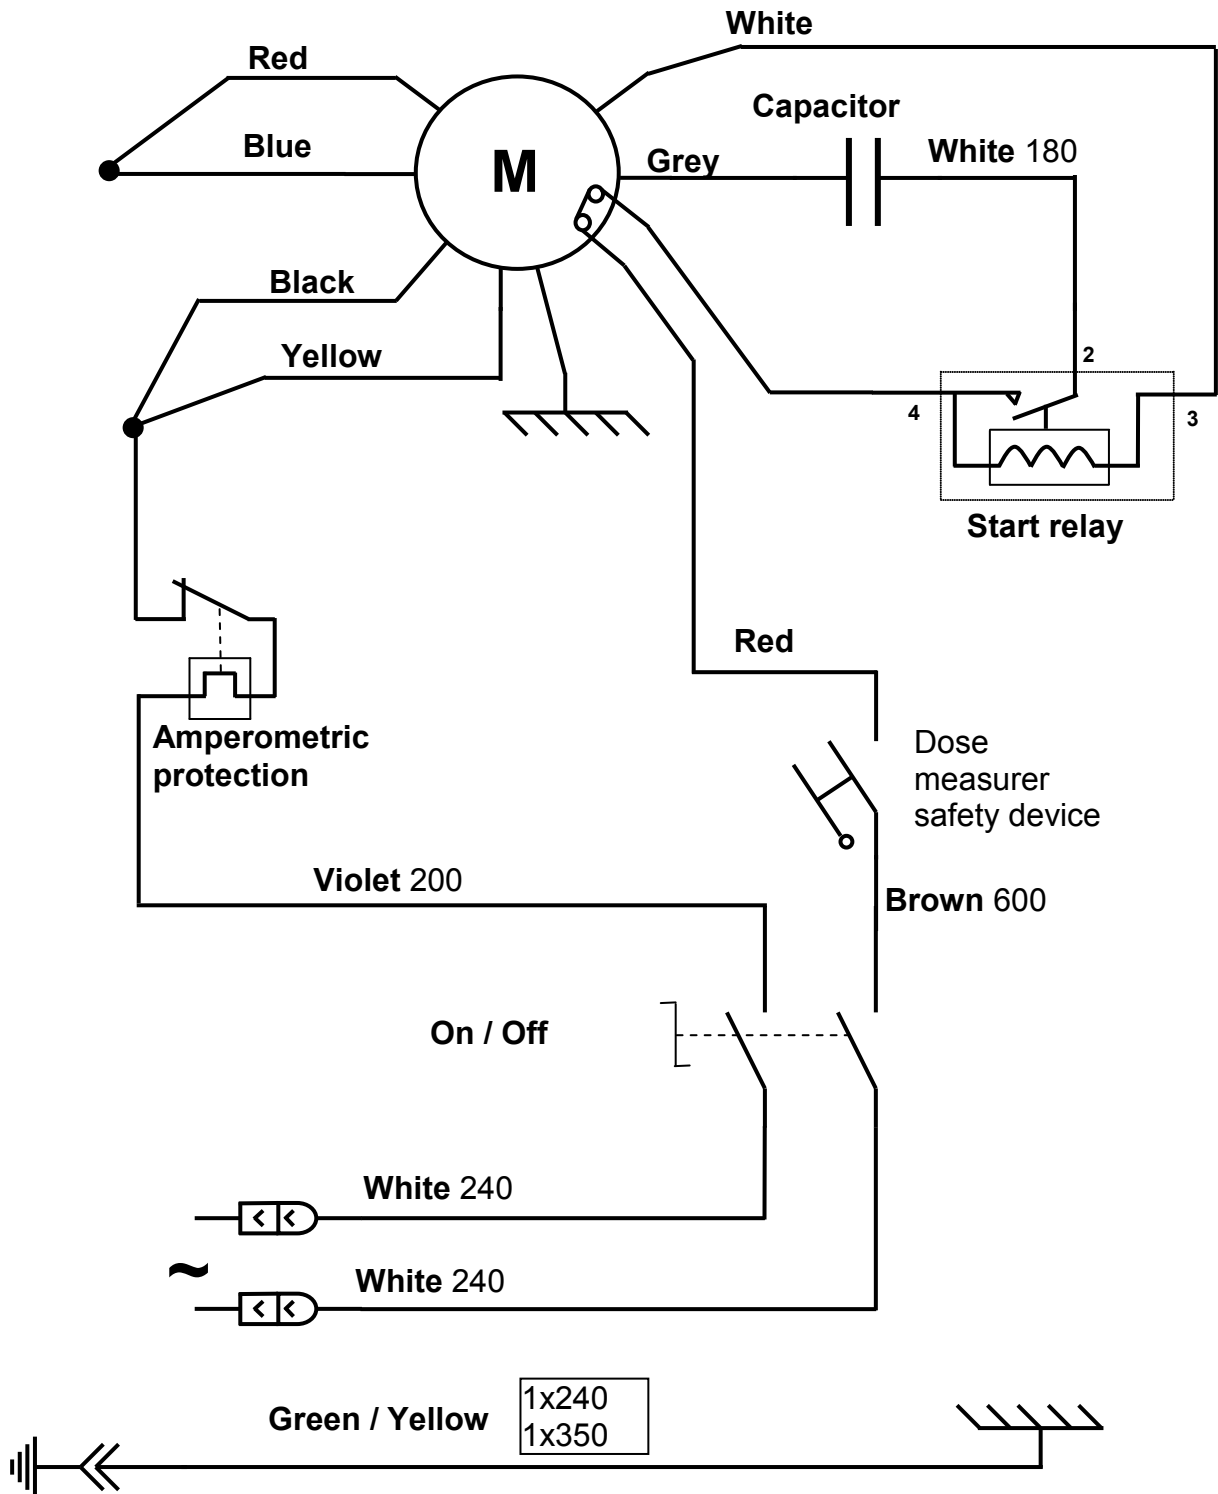 White
Red
Capacitor
Blue
White 180
M
Grey
Black
Yellow
2
4
3
Start relay
Red
Amperometric
protection
Dose
measurer
safety device
Violet 200
Brown 600
On / Off
White 240
~
White 240
Green / Yellow
1x240
1x350